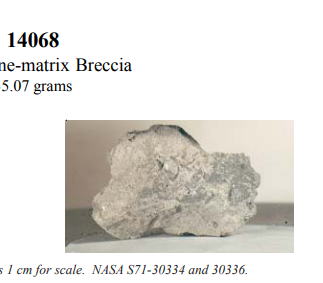 14068
ne-matrix Breccia
5.07 grams
s 1 cm for scale. NASA S71-30334 and 30336.